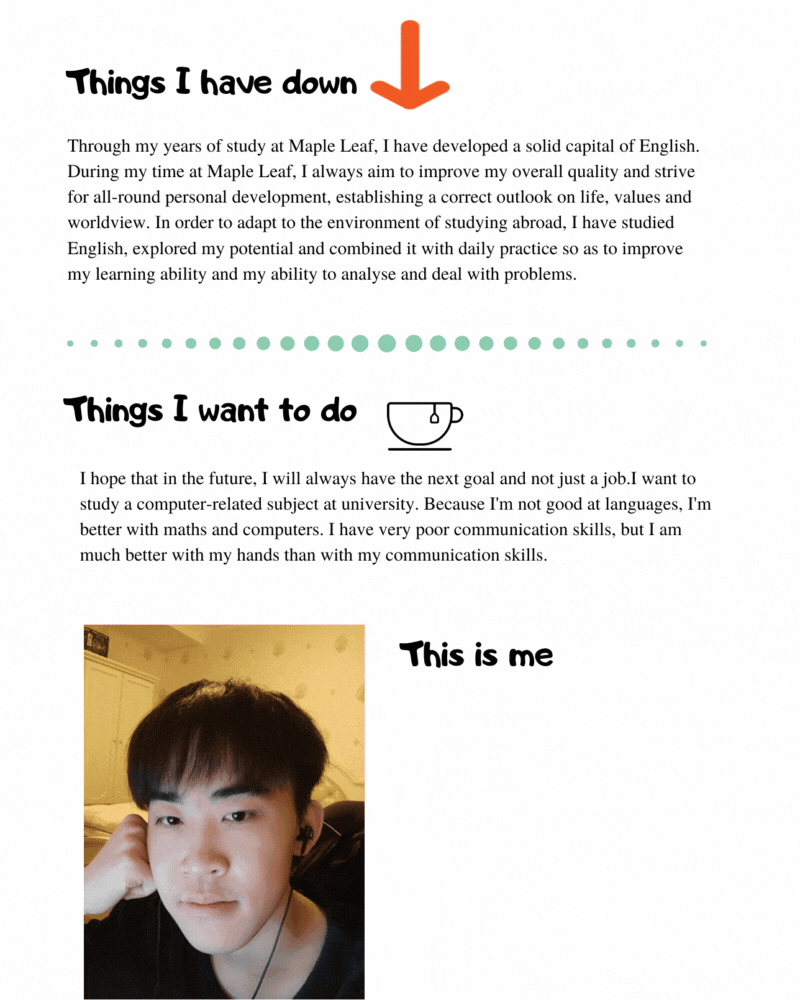 Things I have down
Through my years of study at Maple Leaf, I have developed a solid capital of English.
During my time at Maple Leaf, I always aim to improve my overall quality and strive
for all-round personal development, establishing a correct outlook on life, values and
worldview. In order to adapt to the environment of studying abroad, I have studied
English, explored my potential and combined it with daily practice so as to improve
my learning ability and my ability to analyse and deal with problems.
Things I want to do
I hope that in the future, I will always have the next goal and not just a job.I want to
study a computer-related subject at university. Because I'm not good at languages, I'm
better with maths and computers. I have very poor communication skills, but I am
much better with my hands than with my communication skills.
This is me